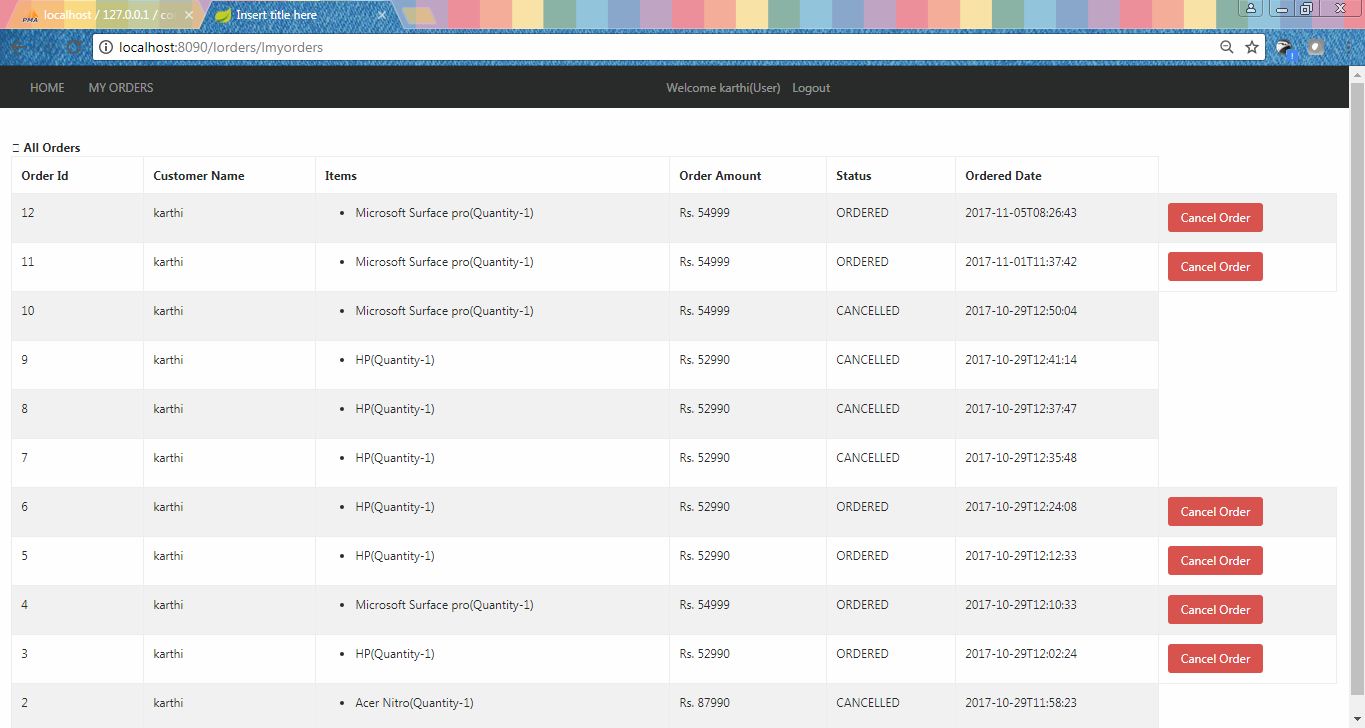 PMA localhost / 127.0.0.1 / co
Insert title here
localhost:8090/lorders/lmyorders
HOME MY ORDERS Welcome karthi(User) Logout
All Orders
Order Id Customer Name Items Order Amount Status Ordered Date
12 karthi • Microsoft Surface pro(Quantity-1) Rs. 54999 ORDERED 2017-11-05T08:26:43 Cancel Order
11 karthi • Microsoft Surface pro(Quantity-1) Rs. 54999 ORDERED 2017-11-01T11:37:42 Cancel Order
10 karthi • Microsoft Surface pro(Quantity-1) Rs. 54999 CANCELLED 2017-10-29T12:50:04
9 karthi • HP(Quantity-1) Rs. 52990 CANCELLED 2017-10-29T12:41:14
8 karthi • HP(Quantity-1) Rs. 52990 CANCELLED 2017-10-29T12:37:47
7 karthi • HP(Quantity-1) Rs. 52990 CANCELLED 2017-10-29T12:35:48
6 karthi • HP(Quantity-1) Rs. 52990 ORDERED 2017-10-29T12:24:08 Cancel Order
5 karthi • HP(Quantity-1) Rs. 52990 ORDERED 2017-10-29T12:12:33 Cancel Order
4 karthi • Microsoft Surface pro(Quantity-1) Rs. 54999 ORDERED 2017-10-29T12:10:33 Cancel Order
3 karthi • HP(Quantity-1) Rs. 52990 ORDERED 2017-10-29T12:02:24 Cancel Order
2 karthi • Acer Nitro(Quantity-1) Rs. 87990 CANCELLED 2017-10-29T11:58:23